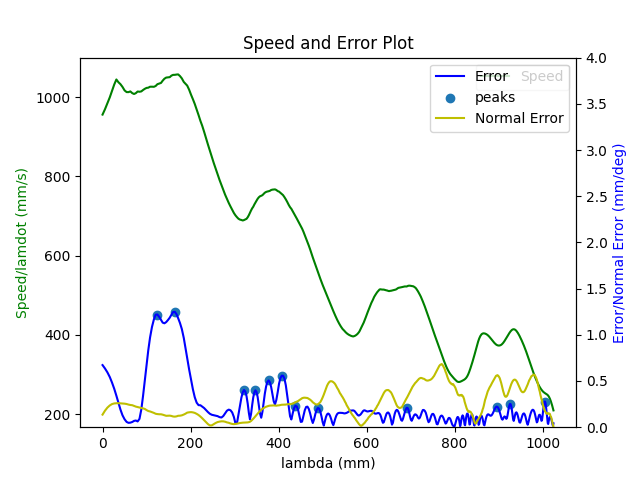 Speed and Error Plot
Error
Speed
peaks
Normal Error
Speed/lamdot (mm/s)
1000
800
600
400
200
4.0
3.5
3.0
2.5
2.0
1.5
1.0
0.5
0.0
Error/Normal Error (mm/deg)
0 200 400 600 800 1000
lambda (mm)